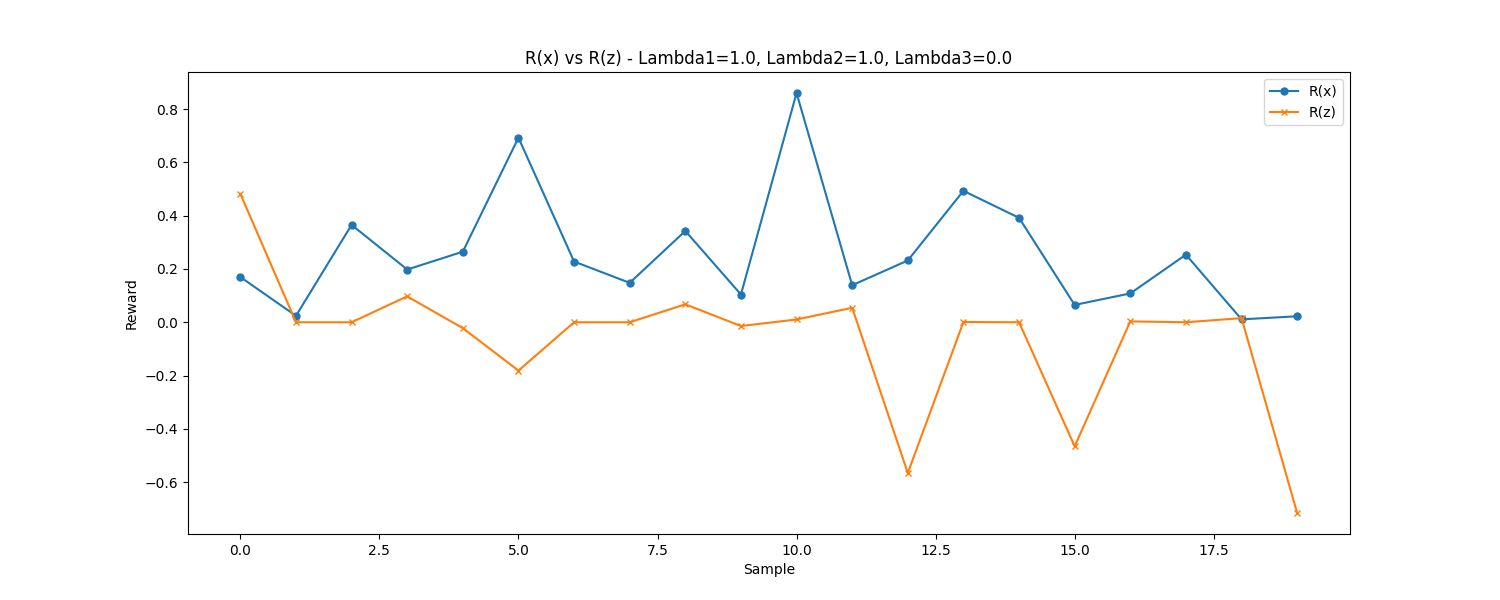 R(x) vs R(z) - Lambda1=1.0, Lambda2=1.0, Lambda3=0.0
R(x)
R(z)
Reward
0.8
0.6
0.4
0.2
0.0
−0.2
−0.4
−0.6
0.0 2.5 5.0 7.5 10.0 12.5 15.0 17.5
Sample